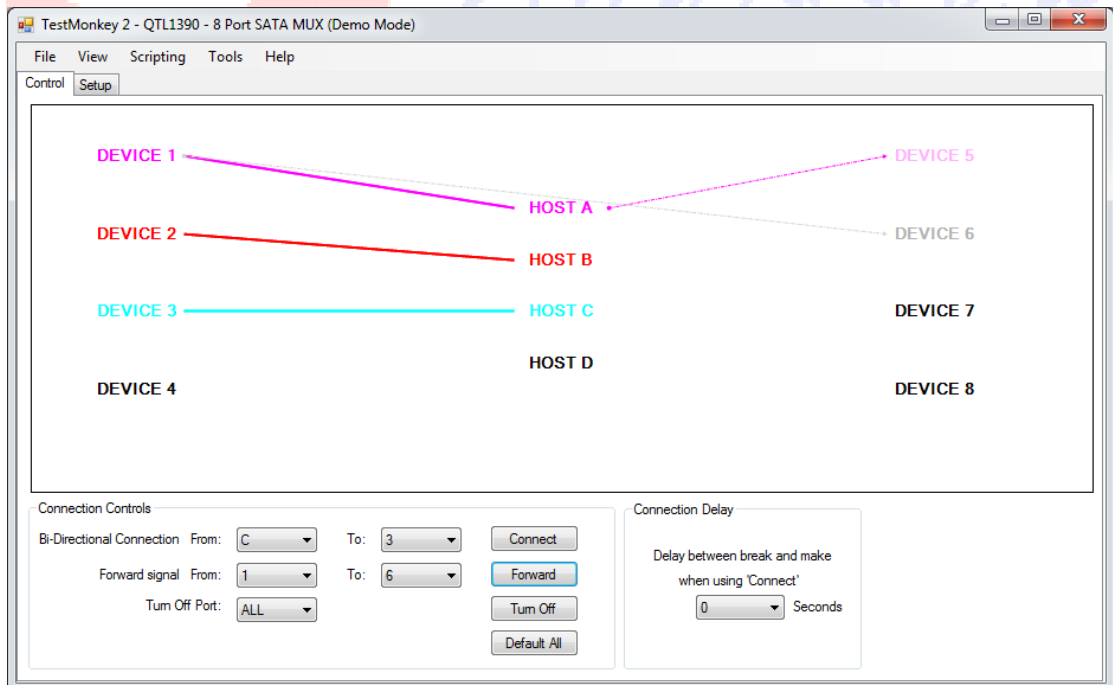 TestMonkey 2 - QTL1390 - 8 Port SATA MUX (Demo Mode)
File View Scripting Tools Help
Control Setup
DEVICE 1
DEVICE 5
HOST A
DEVICE 2
DEVICE 6
HOST B
DEVICE 3
HOST C
DEVICE 7
HOST D
DEVICE 4
DEVICE 8
Connection Controls
Bi-Directional Connection From: C To: 3 Connect
Forward signal From: 1 To: 6 Forward
Turn Off Port: ALL Turn Off
Default All
Connection Delay
Delay between break and make
when using 'Connect'
0 Seconds